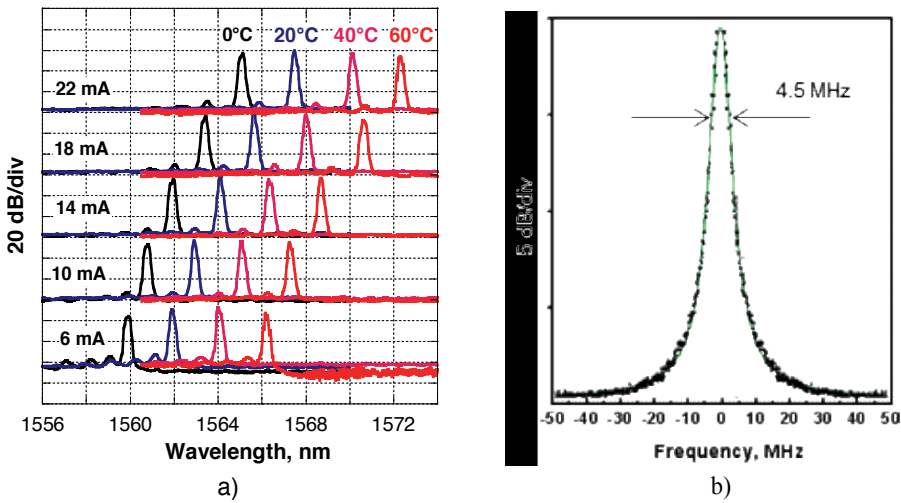 0°C 20°C 40°C 60°C
22 mA
18 mA
14 mA
10 mA
6 mA
20 dB/div
1556 1560 1564 1568 1572
Wavelength, nm
a)
4.5 MHz
5 dB/div
-50 -40 -30 -20 -10 0 10 20 30 40 50
Frequency, MHz
b)